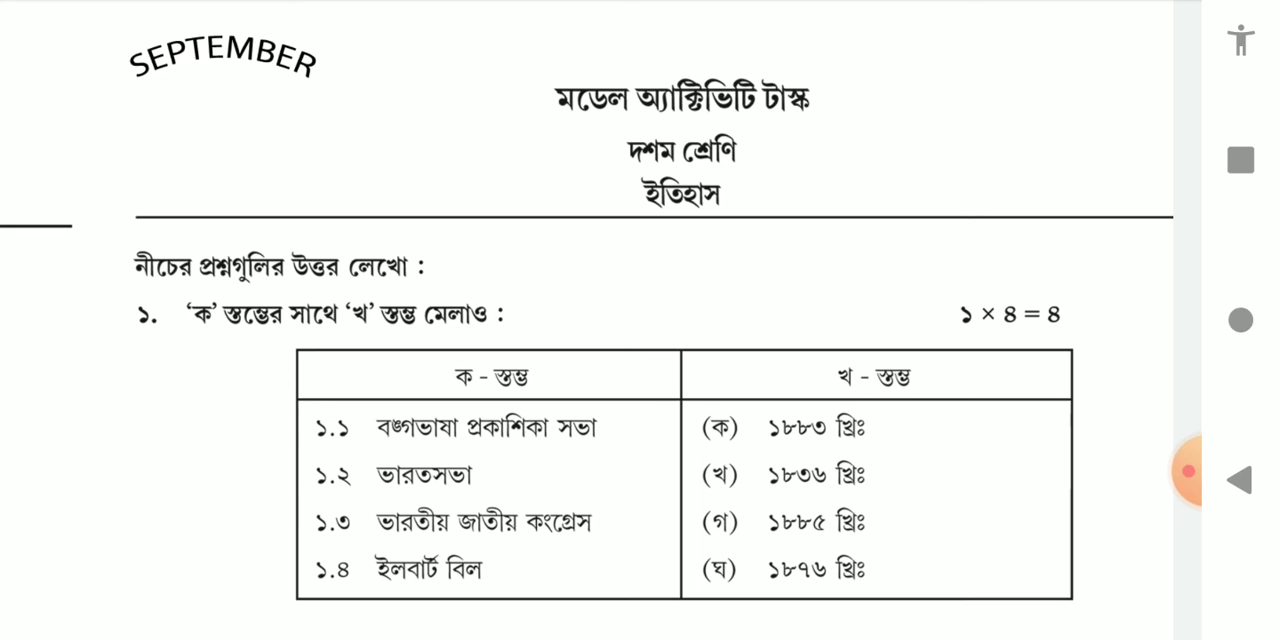 SEPTEMBER
মডেল অ্যাক্টিভিটি টাস্ক
দশম শ্রেণি
ইতিহাস
নীচের প্রশ্নগুলির উত্তর লেখো :
১. ‘ক’ স্তম্ভের সাথে ‘খ’ স্তম্ভ মেলাও : ১ × ৪ = ৪
ক - স্তম্ভ খ - স্তম্ভ
১.১ বঙ্গভাষা প্রকাশিকা সভা (ক) ১৮৮৩ খ্রিঃ
১.২ ভারতসভা (খ) ১৮৩৬ খ্রিঃ
১.৩ ভারতীয় জাতীয় কংগ্রেস (গ) ১৮৮৫ খ্রিঃ
১.৪ ইলবার্ট বিল (ঘ) ১৮৭৬ খ্রিঃ